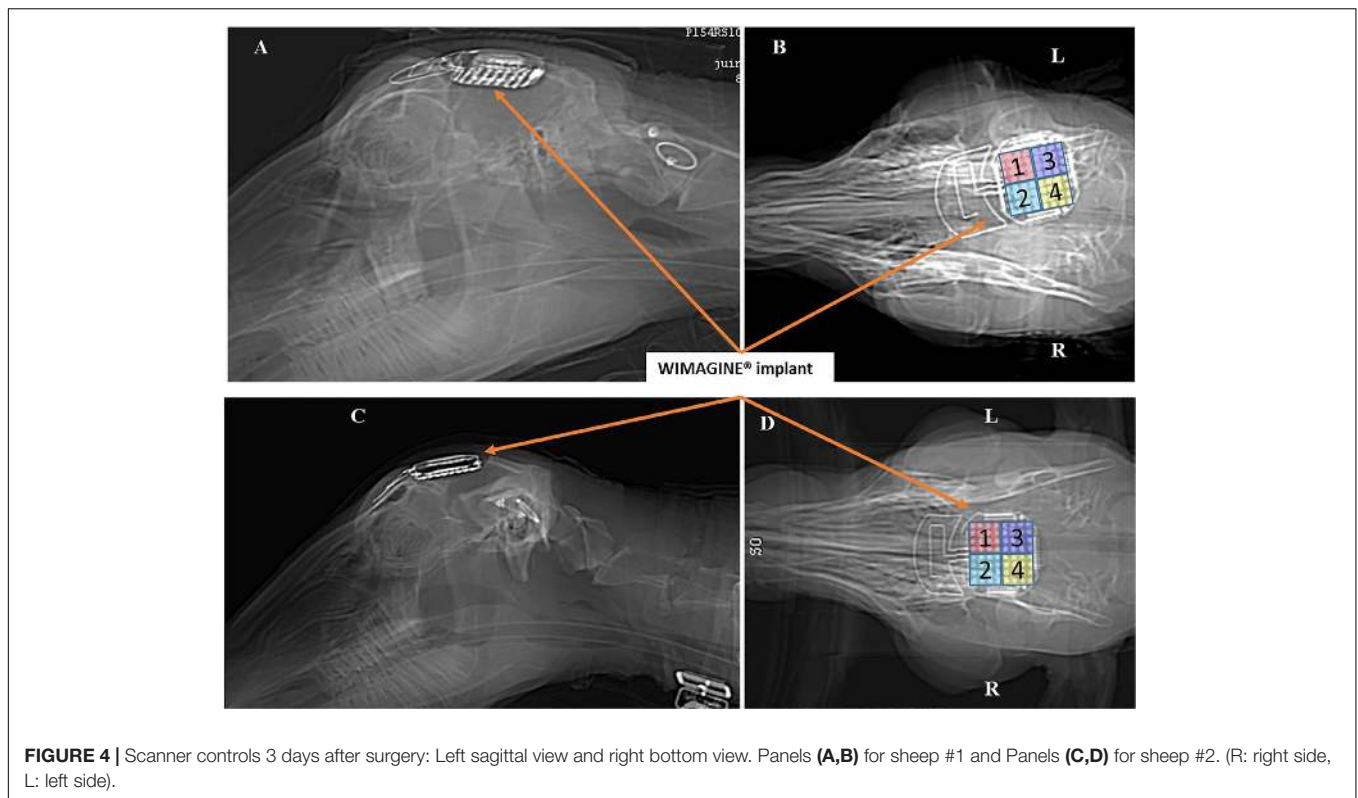 A
P154RS10
juin
8
B
L
1 3
2 4
R
WIMAGINE® implant
C
D
L
SO
1 3
2 4
R
FIGURE 4 | Scanner controls 3 days after surgery: Left sagittal view and right bottom view. Panels (A,B) for sheep #1 and Panels (C,D) for sheep #2. (R: right side,
L: left side).